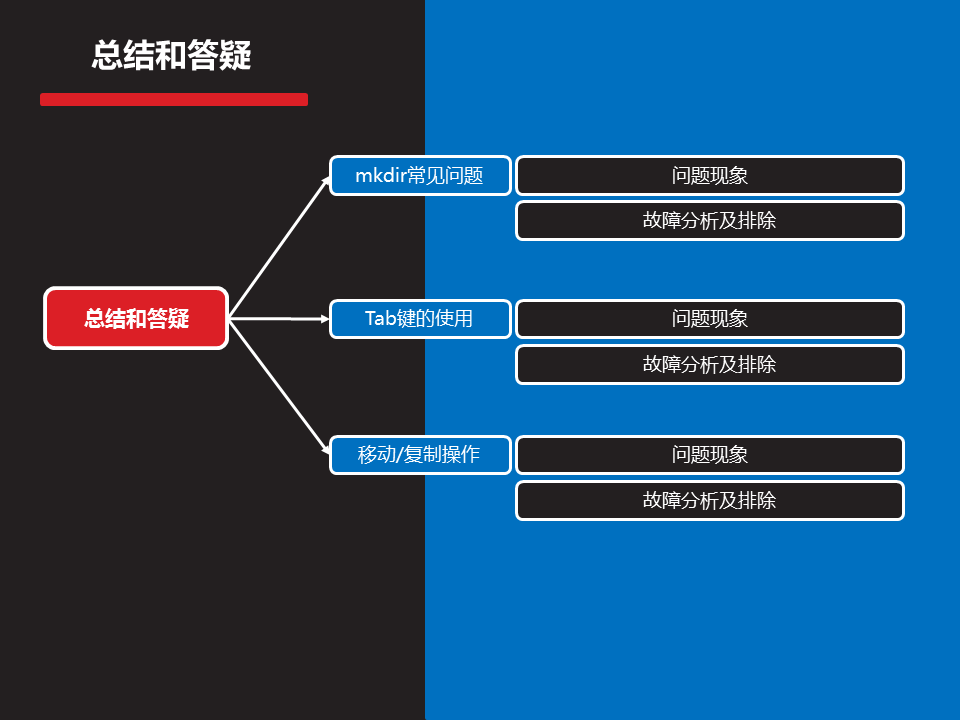 总结和答疑
mkdir常见问题
问题现象
故障分析及排除
总结和答疑
Tab键的使用
问题现象
故障分析及排除
移动/复制操作
问题现象
故障分析及排除